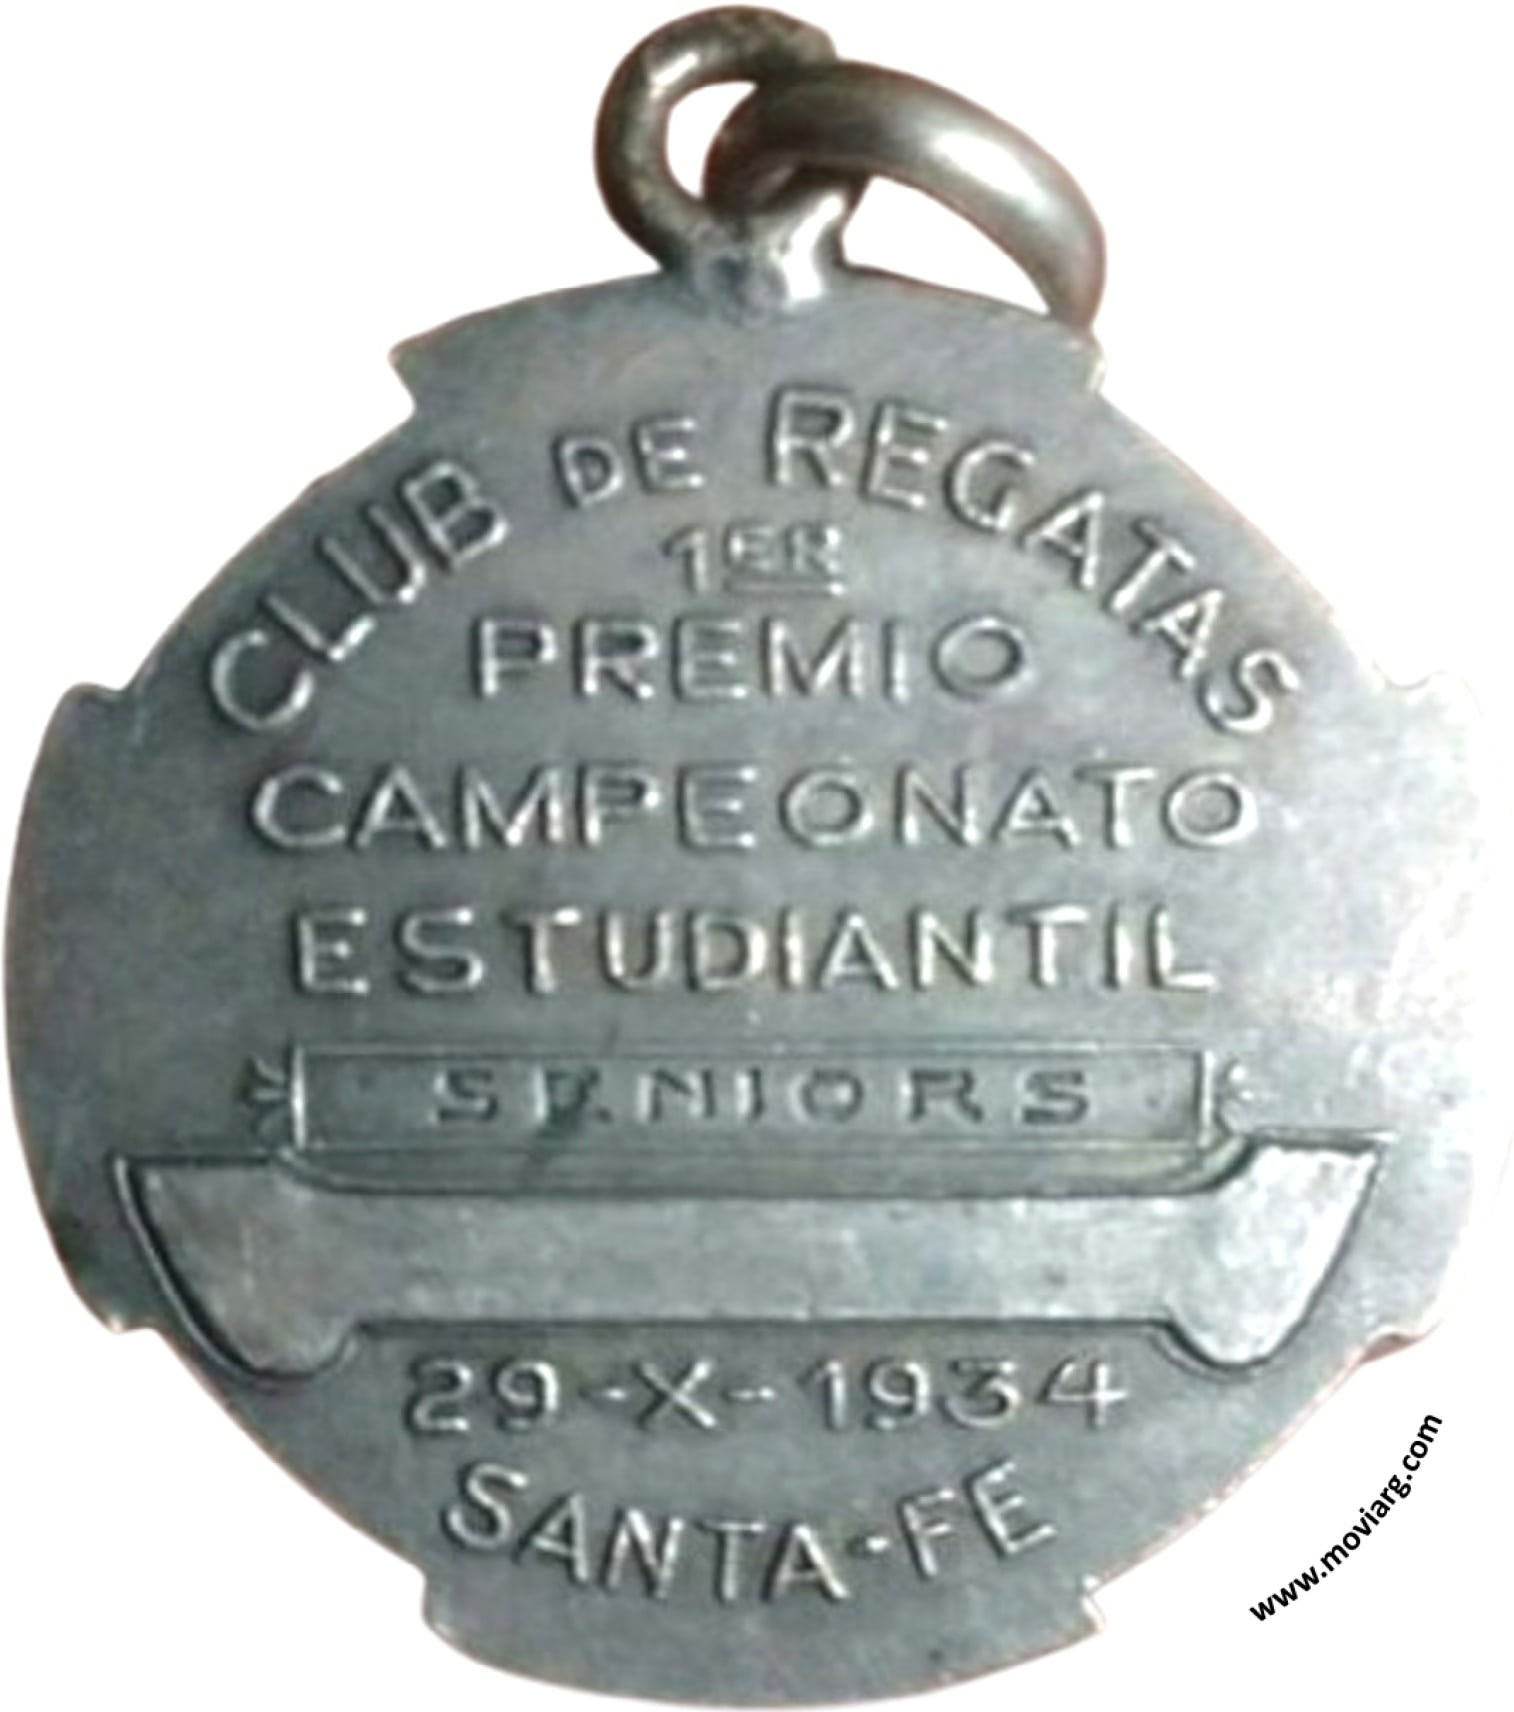 CLUB DE REGATAS
1ER
PREMIO
CAMPEONATO
ESTUDIANTIL
SENIORS
29-X-1934
SANTA-FE
www.moviarg.com